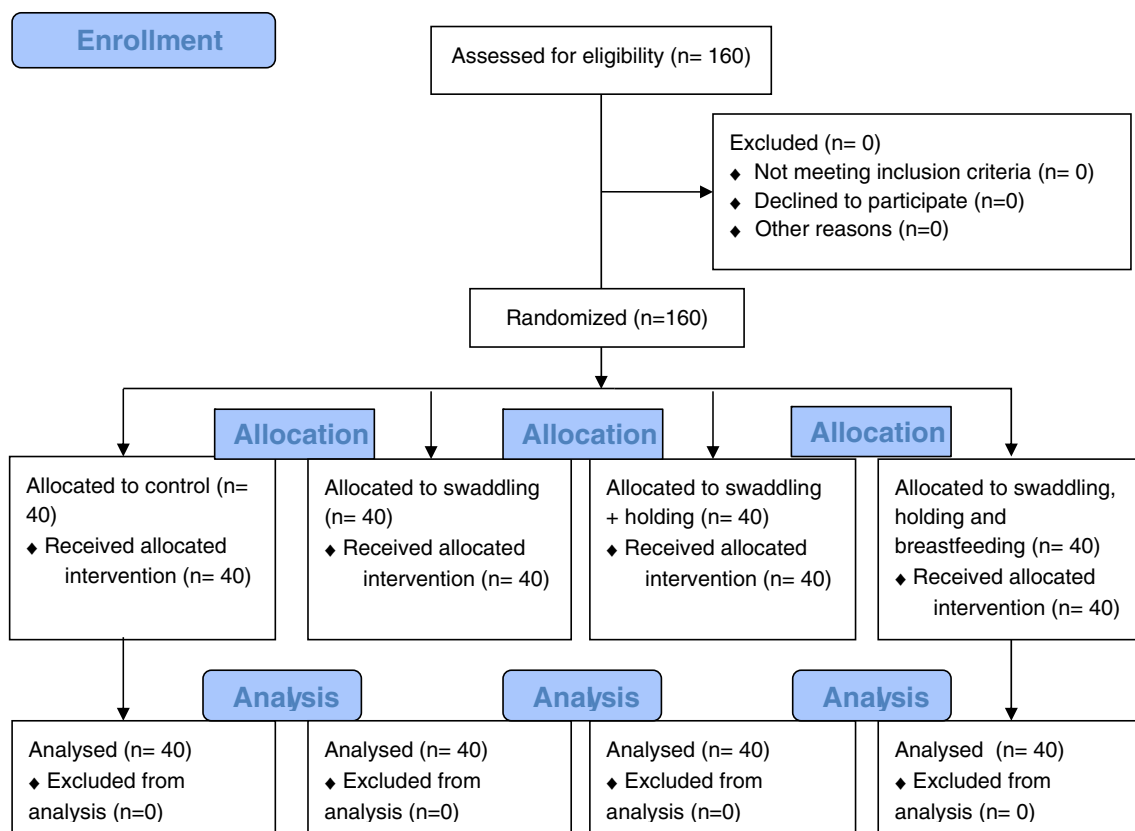 Enrollment
Assessed for eligibility (n= 160)
Excluded (n= 0)
♦ Not meeting inclusion criteria (n= 0)
♦ Declined to participate (n=0)
♦ Other reasons (n=0)
Randomized (n=160)
Allocation
Allocation
Allocation
Allocated to control (n=
40)
♦ Received allocated
intervention (n= 40)
Allocated to swaddling
(n= 40)
♦ Received allocated
intervention (n= 40)
Allocated to swaddling
+ holding (n= 40)
♦ Received allocated
intervention (n= 40)
Allocated to swaddling,
holding and
breastfeeding (n= 40)
♦ Received allocated
intervention (n= 40)
Analysis
Analysis
Analysis
Analysed (n= 40)
♦ Excluded from
analysis (n=0)
Analysed (n= 40)
♦ Excluded from
analysis (n=0)
Analysed (n= 40)
♦ Excluded from
analysis (n=0)
Analysed (n= 40)
♦ Excluded from
analysis (n= 0)